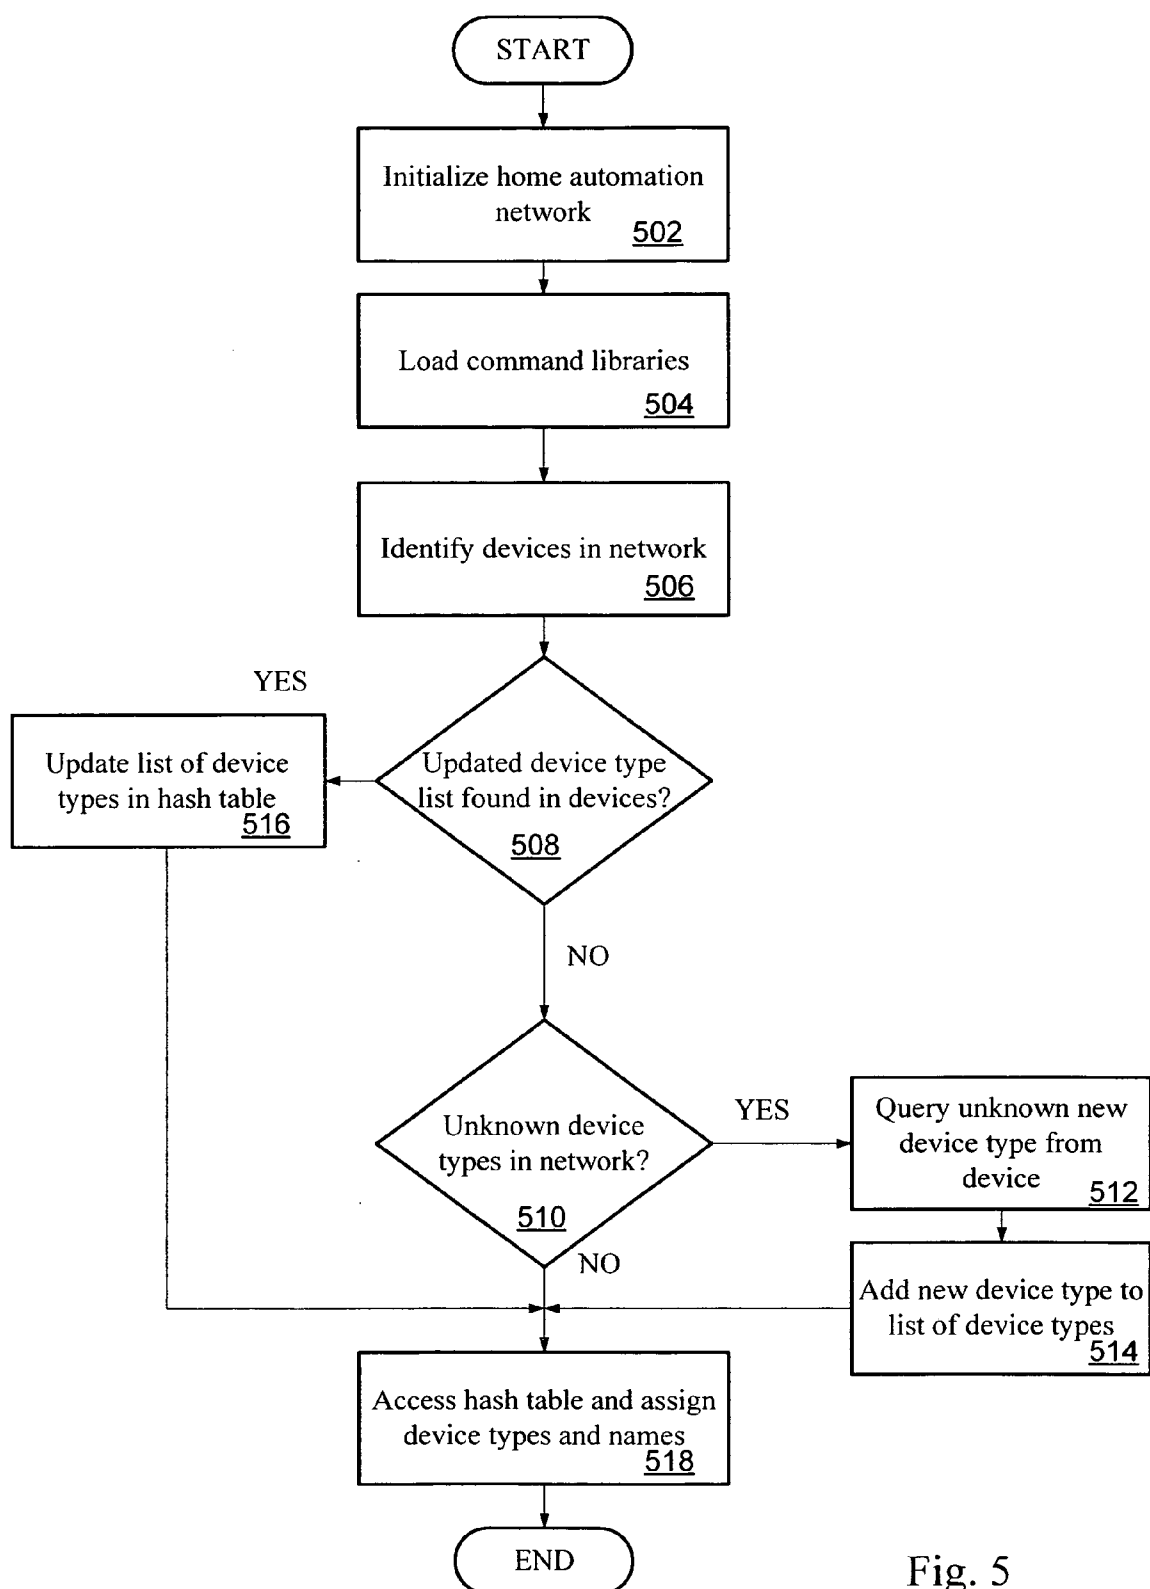 START
Initialize home automation
network
502
Load command libraries
504
Identify devices in network
506
YES
Update list of device
types in hash table
516
Updated device type
list found in devices?
508
NO
Unknown device
types in network?
510
YES
Query unknown new
device type from
device
512
NO
Add new device type to
list of device types
514
Access hash table and assign
device types and names
518
END
Fig. 5